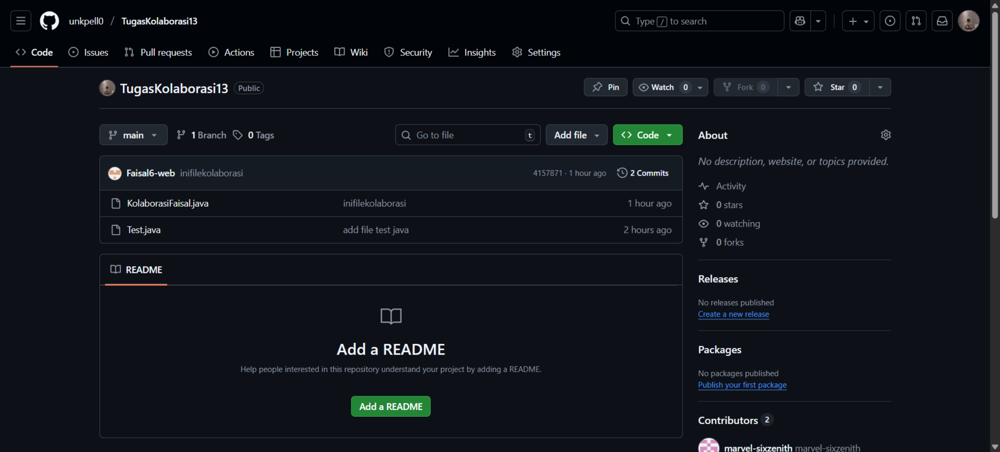 unkpell0 / TugasKolaborasi13
Type / to search
Code Issues Pull requests Actions Projects Wiki Security Insights Settings
TugasKolaborasi13 Public
Pin Watch 0 Fork 0 Star 0
main 1 Branch 0 Tags Go to file t Add file Code
Faisal6-web inifilekolaborasi 4157871 · 1 hour ago 2 Commits
KolaborasiFaisal.java inifilekolaborasi 1 hour ago
Test.java add file test java 2 hours ago
README
Add a README
Help people interested in this repository understand your project by adding a README.
Add a README
About
No description, website, or topics provided.
Activity
0 stars
0 watching
0 forks
Releases
No releases published
Create a new release
Packages
No packages published
Publish your first package
Contributors 2
marvel-sixzenith marvel-sixzenith